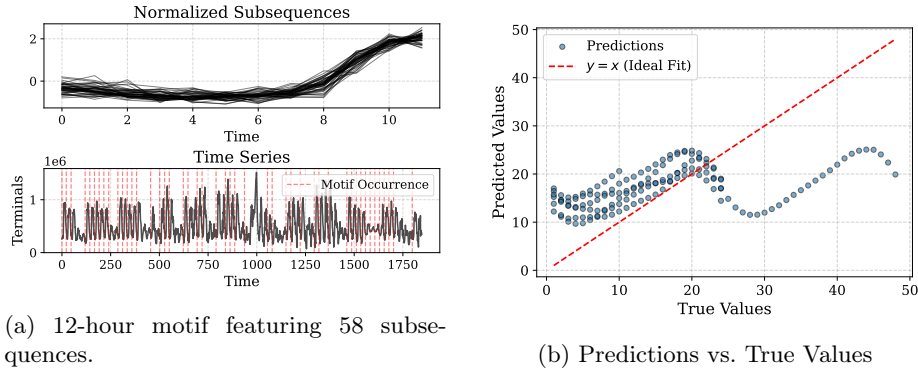 Normalized Subsequences
2
0
0 2 4 6 8 10
Time
Time Series
1e6
Terminals
1
0
Motif Occurrence
0 250 500 750 1000 1250 1500 1750
Time
(a) 12-hour motif featuring 58 subse-
quences.
Predicted Values
50
40
30
20
10
0
Predictions
y = x (Ideal Fit)
0 10 20 30 40 50
True Values
(b) Predictions vs. True Values